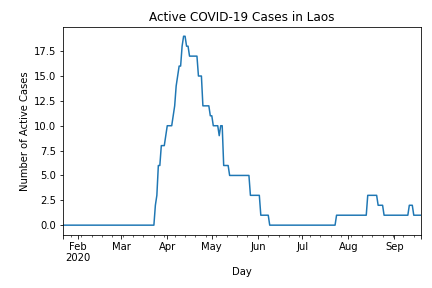 Active COVID-19 Cases in Laos
Number of Active Cases
17.5
15.0
12.5
10.0
7.5
5.0
2.5
0.0
Feb Mar Apr May Jun Jul Aug Sep
2020
Day